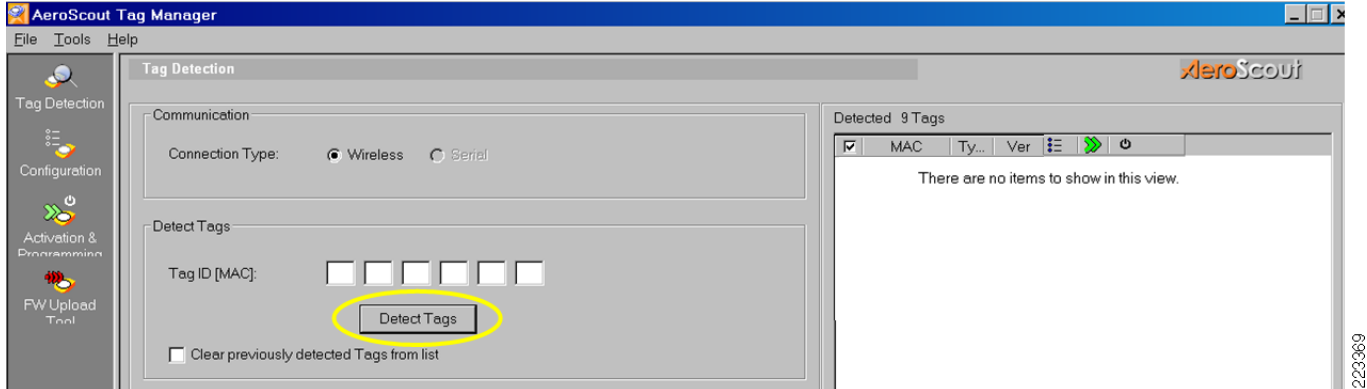 AeroScout Tag Manager
File Tools Help
Tag Detection
Configuration
Activation &
Programming
FW Upload
Tool
Tag Detection
AeroScout
Communication
Connection Type: Wireless Serial
Detect Tags
Tag ID [MAC]:
Detect Tags
Clear previously detected Tags from list
Detected 9 Tags
MAC Ty... Ver
There are no items to show in this view.
223369